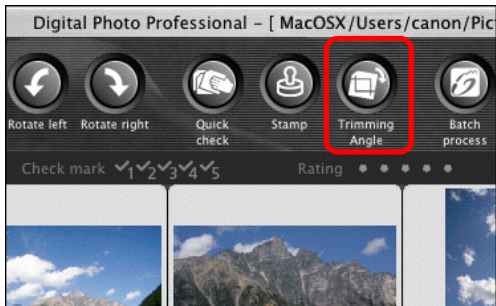 Digital Photo Professional – [ MacOSX/Users/canon/Pic
Rotate left Rotate right Quick check Stamp Trimming Angle Batch process
Check mark 1 2 3 4 5 Rating